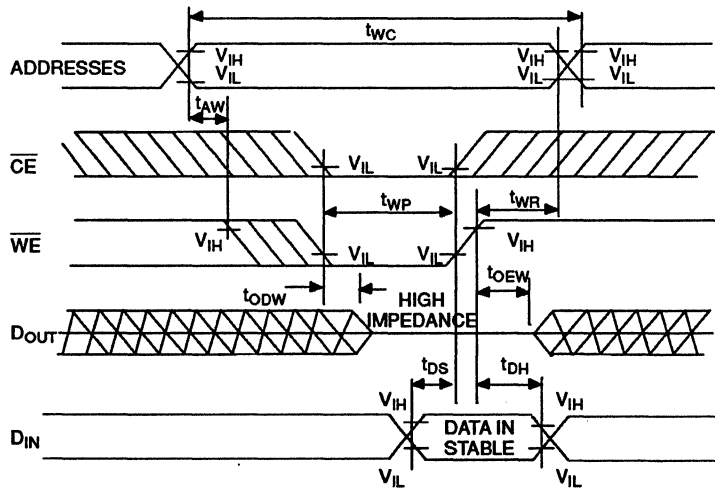 tWC
ADDRESSES
VIH
VIL
VIH
VIL
VIH
VIL
tAW
CE
VIL
VIL
tWP
tWR
WE
VIH
VIL
VIL
VIH
tODW
HIGH
IMPEDANCE
tOEW
DOUT
tDS
tDH
VIH
VIH
DIN
DATA IN
STABLE
VIL
VIL